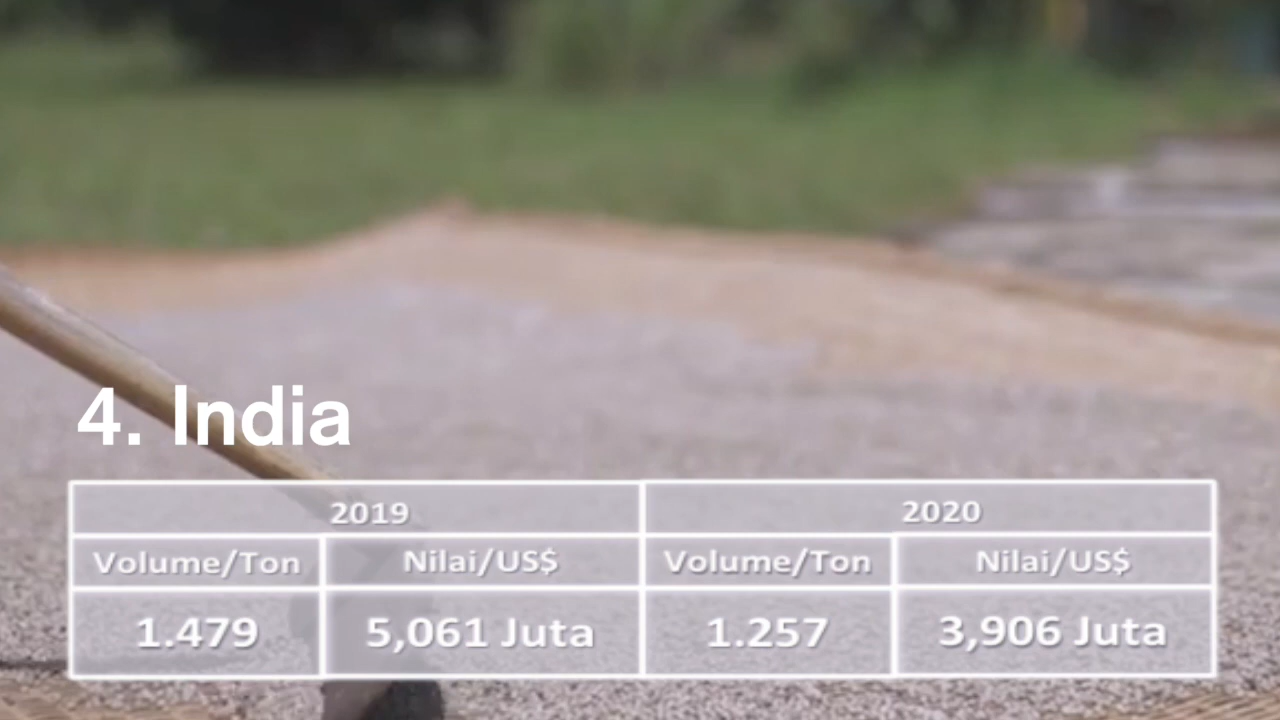 4. India
2019 2020
Volume/Ton Nilai/US$ Volume/Ton Nilai/US$
1.479 5,061 Juta 1.257 3,906 Juta